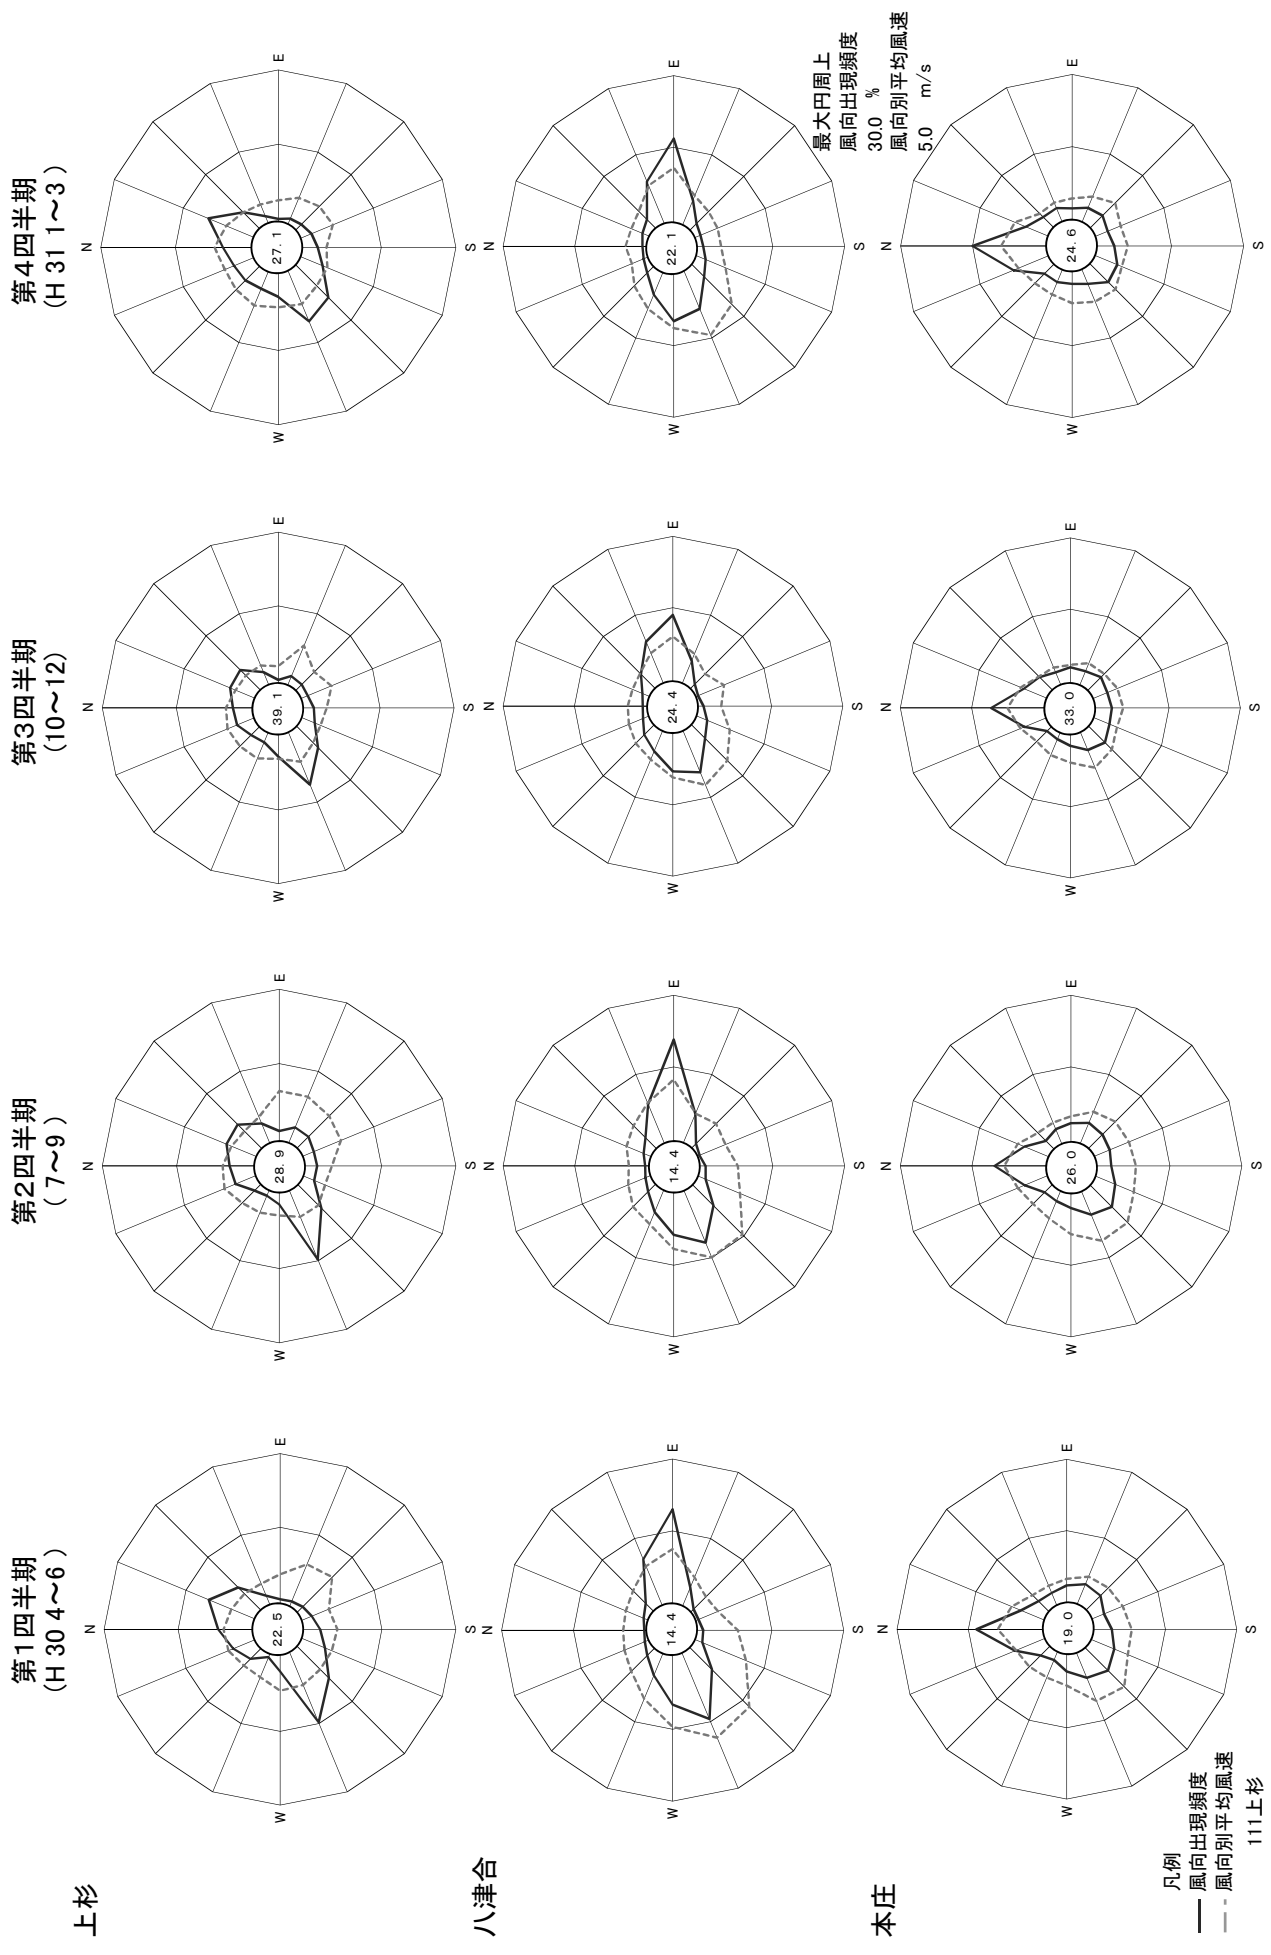 第1四半期
(H 30 4～6 )
第2四半期
( 7～9 )
第3四半期
(10～12)
第4四半期
(H 31 1～3 )
上杉
N
E
S
W
22. 5
N
E
S
W
28. 9
N
E
S
W
39. 1
N
E
S
W
27. 1
八津合
N
E
S
W
14. 4
N
E
S
W
14. 4
N
E
S
W
24. 4
N
E
S
W
22. 1
最大円周上
風向出現頻度
30.0 %
風向別平均風速
5.0 m/s
本庄
N
E
S
W
19. 0
N
E
S
W
26. 0
N
E
S
W
33. 0
N
E
S
W
24. 6
凡例
風向出現頻度
風向別平均風速
111上杉